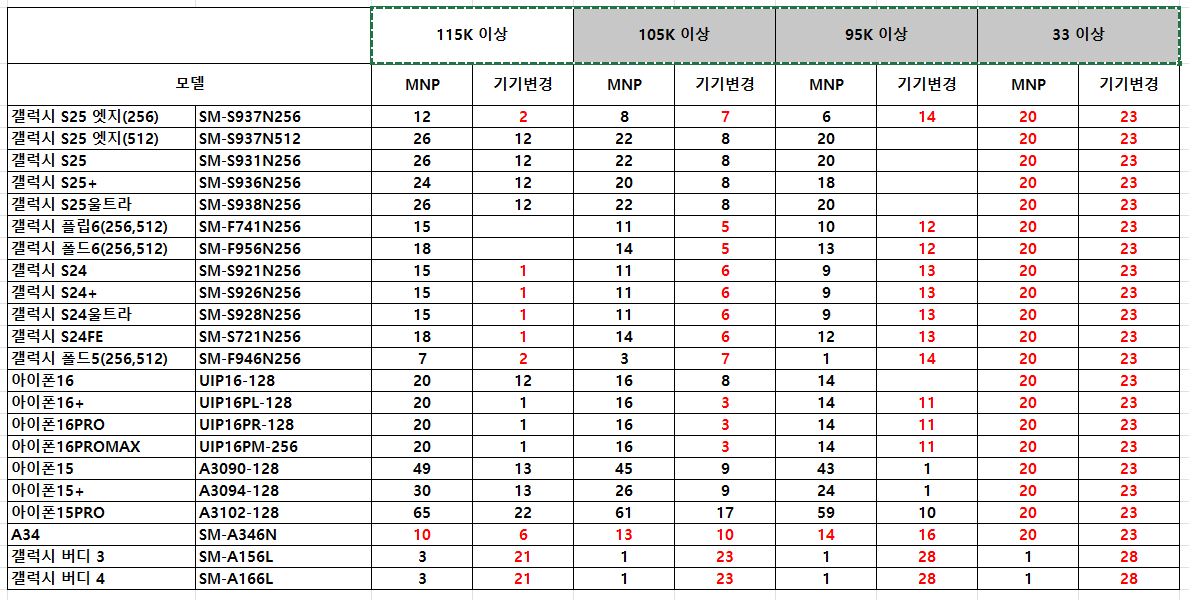 115K 이상 105K 이상 95K 이상 33 이상
모델 MNP 기기변경 MNP 기기변경 MNP 기기변경 MNP 기기변경
갤럭시 S25 엣지(256) SM-S937N256 12 2 8 7 6 14 20 23
갤럭시 S25 엣지(512) SM-S937N512 26 12 22 8 20 20 23
갤럭시 S25 SM-S931N256 26 12 22 8 20 20 23
갤럭시 S25+ SM-S936N256 24 12 20 8 18 20 23
갤럭시 S25울트라 SM-S938N256 26 12 22 8 20 20 23
갤럭시 플립6(256,512) SM-F741N256 15 11 5 10 12 20 23
갤럭시 폴드6(256,512) SM-F956N256 18 14 5 13 12 20 23
갤럭시 S24 SM-S921N256 15 1 11 6 9 13 20 23
갤럭시 S24+ SM-S926N256 15 1 11 6 9 13 20 23
갤럭시 S24울트라 SM-S928N256 15 1 11 6 9 13 20 23
갤럭시 S24FE SM-S721N256 18 1 14 6 12 13 20 23
갤럭시 폴드5(256,512) SM-F946N256 7 2 3 7 1 14 20 23
아이폰16 UIP16-128 20 12 16 8 14 20 23
아이폰16+ UIP16PL-128 20 1 16 3 14 11 20 23
아이폰16PRO UIP16PR-128 20 1 16 3 14 11 20 23
아이폰16PROMAX UIP16PM-256 20 1 16 3 14 11 20 23
아이폰15 A3090-128 49 13 45 9 43 1 20 23
아이폰15+ A3094-128 30 13 26 9 24 1 20 23
아이폰15PRO A3102-128 65 22 61 17 59 10 20 23
A34 SM-A346N 10 6 13 10 14 16 20 23
갤럭시 버디 3 SM-A156L 3 21 1 23 1 28 1 28
갤럭시 버디 4 SM-A166L 3 21 1 23 1 28 1 28